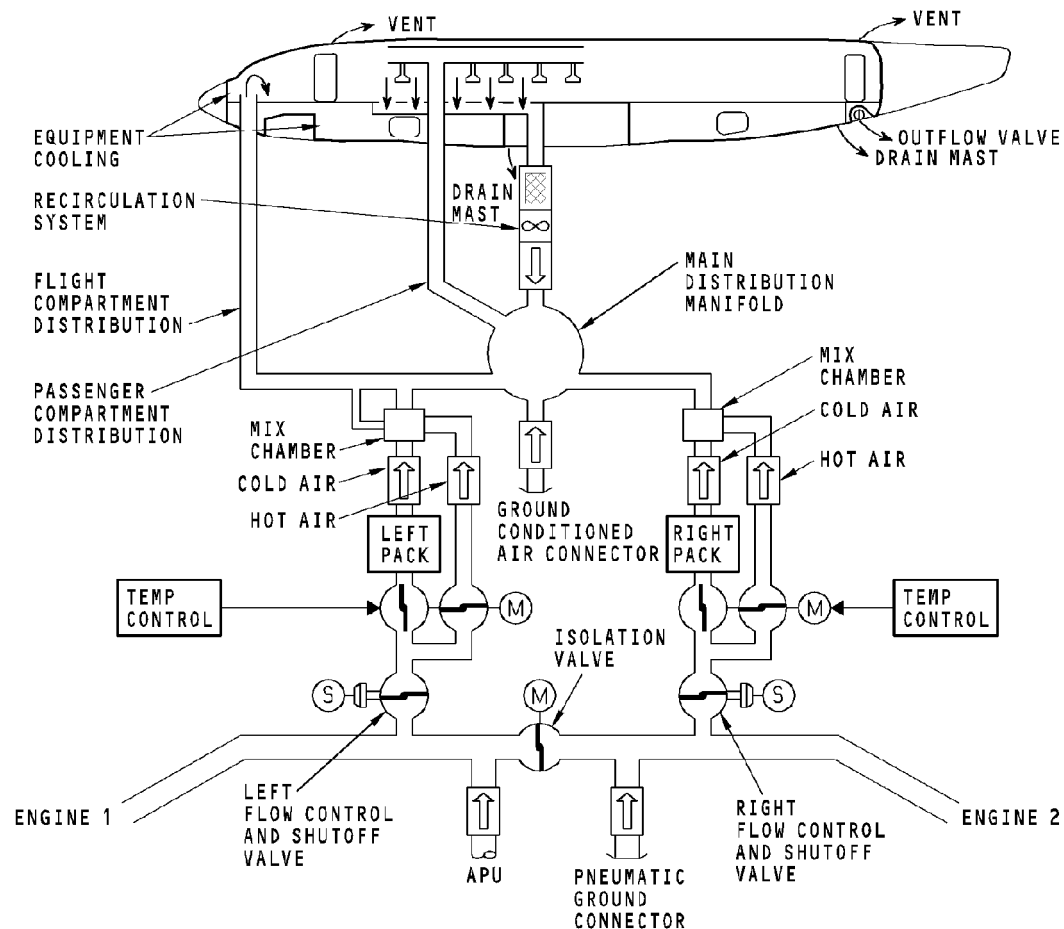 VENT
VENT
EQUIPMENT
COOLING
OUTFLOW VALVE
DRAIN MAST
RECIRCULATION
SYSTEM
DRAIN
MAST
FLIGHT
COMPARTMENT
DISTRIBUTION
MAIN
DISTRIBUTION
MANIFOLD
PASSENGER
COMPARTMENT
DISTRIBUTION
MIX
CHAMBER
COLD AIR
HOT AIR
MIX
CHAMBER
COLD AIR
HOT AIR
GROUND
CONDITIONED
AIR CONNECTOR
LEFT
PACK
RIGHT
PACK
TEMP
CONTROL
M
M
TEMP
CONTROL
ISOLATION
VALVE
S
M
S
ENGINE 1
LEFT
FLOW CONTROL
AND SHUTOFF
VALVE
APU
PNEUMATIC
GROUND
CONNECTOR
RIGHT
FLOW CONTROL
AND SHUTOFF
VALVE
ENGINE 2